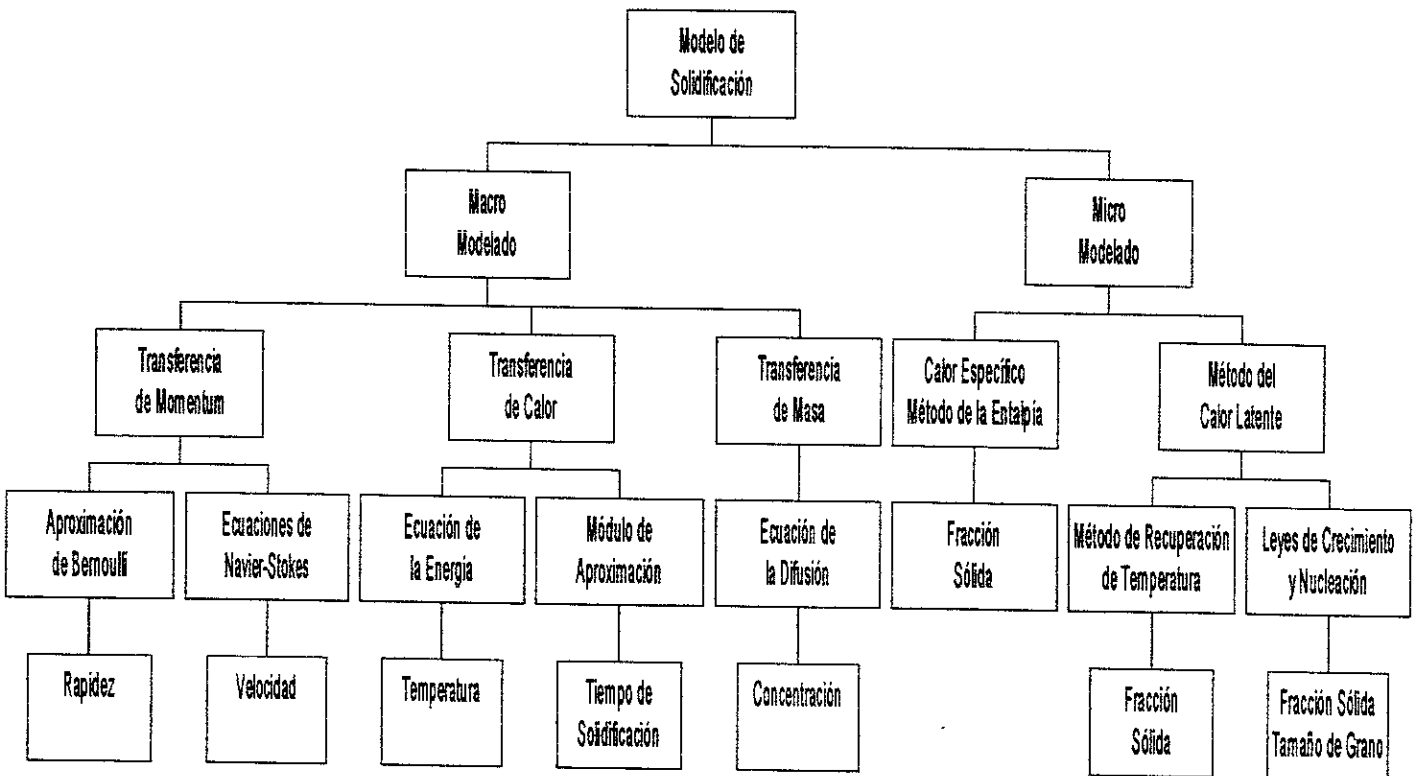 Modelo de
Solidificación
Macro
Modelado
Micro
Modelado
Transferencia
de Momentum
Transferencia
de Calor
Transferencia
de Masa
Calor Específico
Método de la Entalpía
Método del
Calor Latente
Aproximación
de Bernoulli
Ecuaciones de
Navier-Stokes
Ecuación de
la Energía
Módulo de
Aproximación
Ecuación de
la Difusión
Fracción
Sólida
Método de Recuperación
de Temperatura
Leyes de Crecimiento
y Nucleación
Rapidez
Velocidad
Temperatura
Tiempo de
Solidificación
Concentración
Fracción
Sólida
Fracción Sólida
Tamaño de Grano